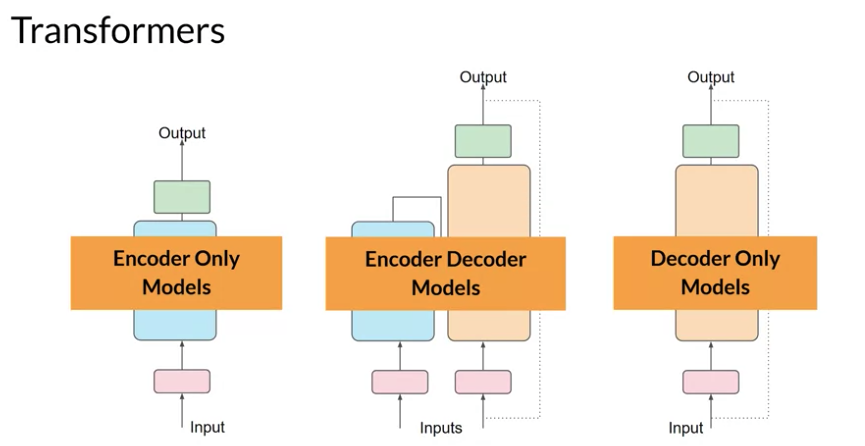 Transformers
Output
Encoder Only
Models
Input
Output
Encoder Decoder
Models
Inputs
Output
Decoder Only
Models
Input